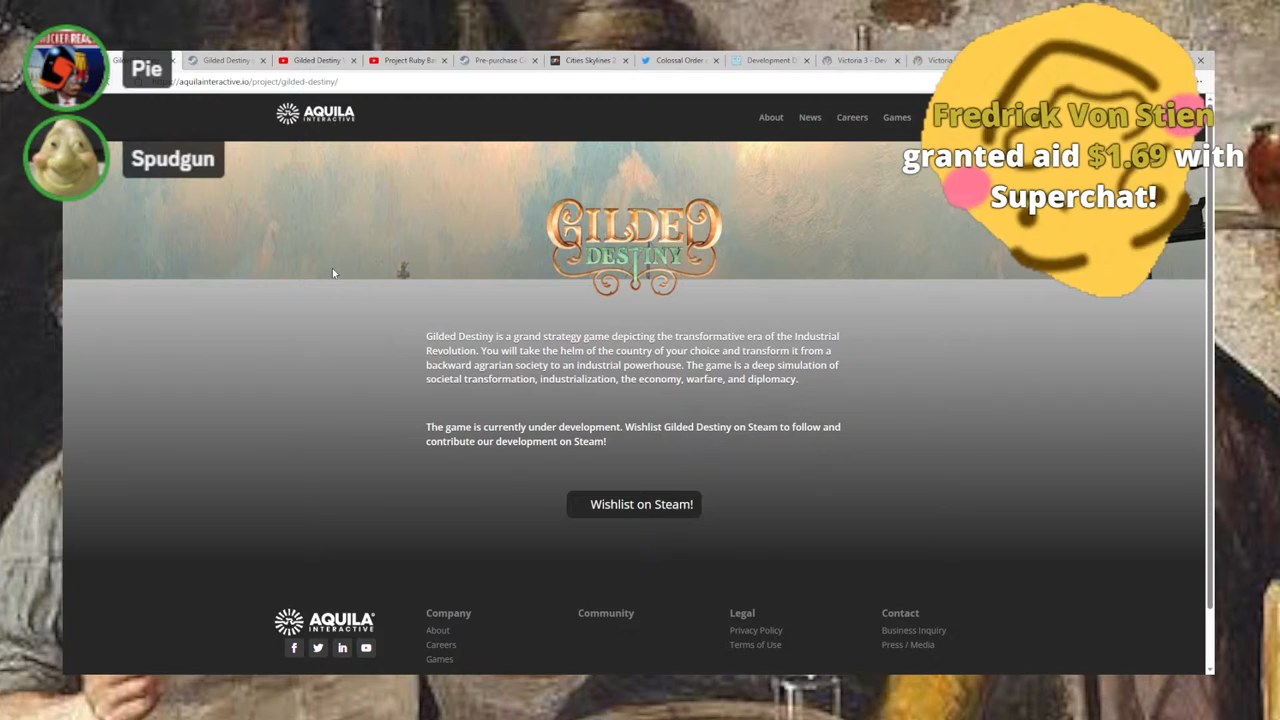 Pie
Spudgun
Gilded Destiny
Gilded Destiny V
Project Ruby Ba
Pre-purchase C
Cities Skylines 2
Colossal Order
Development D
Victoria 3 - Dev
Victoria
aquilainteractive.io/project/gilded-destiny/
AQUILA
INTERACTIVE
About
News
Careers
Games
Fredrick Von Stien
granted aid $1.69 with
Superchat!
GILDED
DESTINY
Gilded Destiny is a grand strategy game depicting the transformative era of the Industrial
Revolution. You will take the helm of the country of your choice and transform it from a
backward agrarian society to an industrial powerhouse. The game is a deep simulation of
societal transformation, industrialization, the economy, warfare, and diplomacy.
The game is currently under development. Wishlist Gilded Destiny on Steam to follow and
contribute our development on Steam!
Wishlist on Steam!
AQUILA
INTERACTIVE
Company
About
Careers
Games
Community
Legal
Privacy Policy
Terms of Use
Contact
Business Inquiry
Press / Media